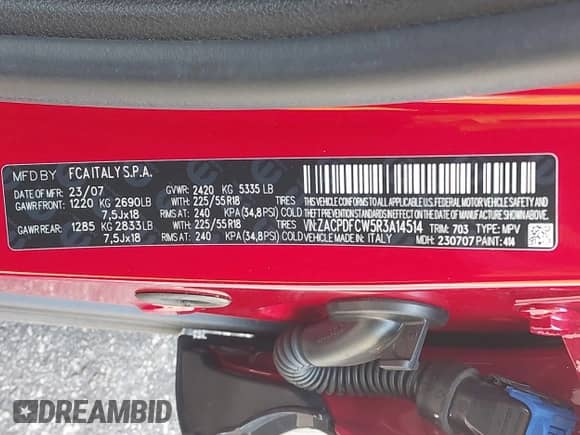 MFD BY FCA ITALY S.P.A.
DATE OF MFR 23/07 GVWR: 2420 KG 5335 LB
GAWR FRONT: 1220 KG 2690LB WITH 225/55R18 TIRES
7,5Jx18 RIMS AT 240 KPA (34,8PSI) COLD
GAWR REAR: 1285 KG 2833LB WITH 225/55R18 TIRES
7,5Jx18 RIMS AT 240 KPA (34,8PSI) COLD
THIS VEHICLE CONFORMS TO ALL APPLICABLE U.S. FEDERAL MOTOR VEHICLE SAFETY AND
THEFT PREVENTION STANDARDS IN EFFECT ON THE DATE OF MANUFACTURE SHOWN ABOVE.
VIN: ZACPDFCW5R3A14514 TRIM: 703 TYPE: MPV
VEHICLE MADE IN: ITALY MDH: 230707 PAINT: 414
DREAMBID